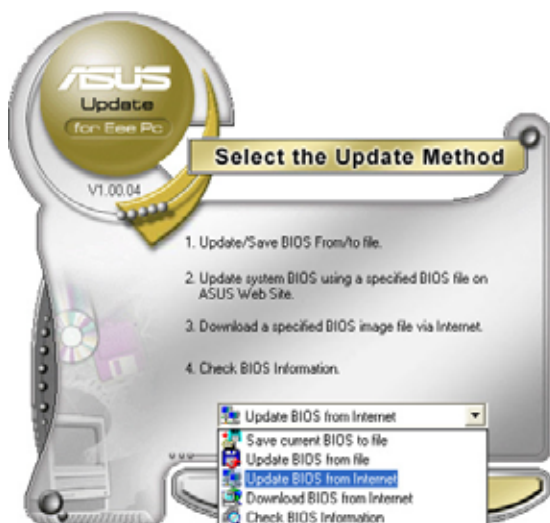 ASUS
Update
for Eee Pc
V1.00.04
Select the Update Method
1. Update/Save BIOS From/to file.
2. Update system BIOS using a specified BIOS file on
ASUS Web Site.
3. Download a specified BIOS image file via Internet.
4. Check BIOS Information.
Update BIOS from Internet
Save current BIOS to file
Update BIOS from file
Update BIOS from Internet
Download BIOS from Internet
Check BIOS Information